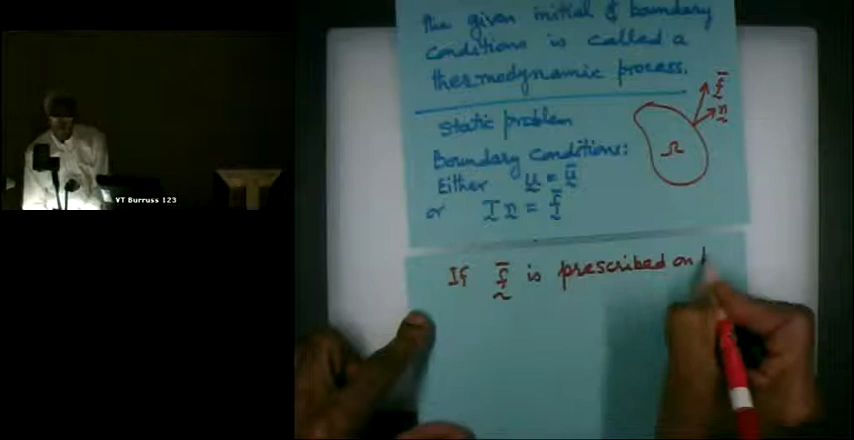 the given initial & boundary
conditions is called a
thermodynamic process.
static problem
Boundary conditions:
Either u = ū
or T n = f̄
f̄
n
Ω
If f̄ is prescribed on
VT Burruss 123